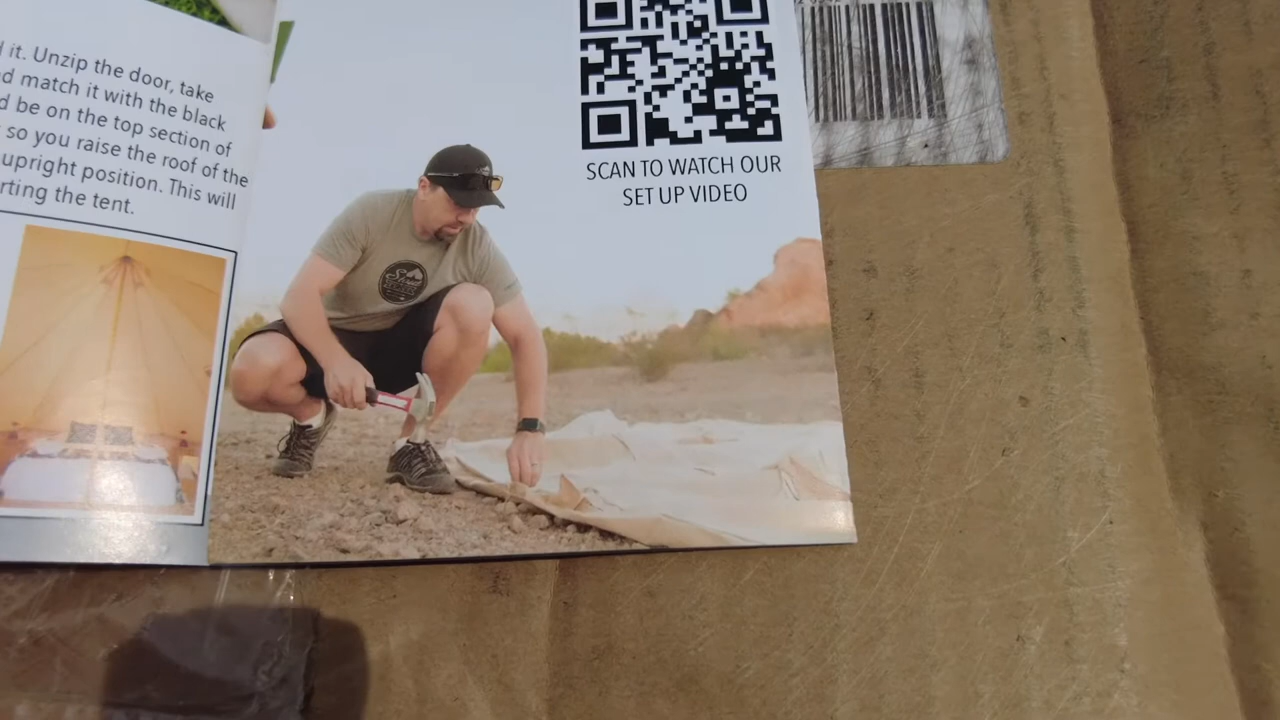 it. Unzip the door, take
match it with the black
be on the top section of
so you raise the roof of the
upright position. This will
the tent.
SCAN TO WATCH OUR
SET UP VIDEO